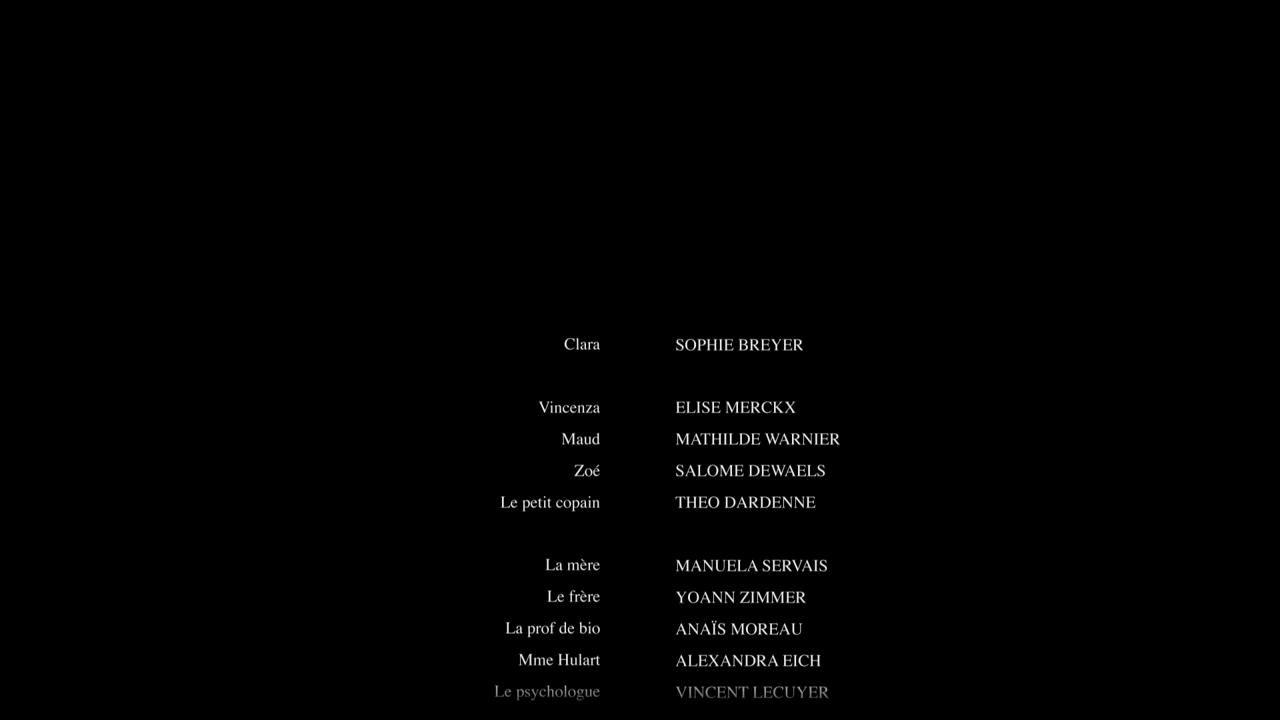 Clara SOPHIE BREYER
Vincenza ELISE MERCKX
Maud MATHILDE WARNIER
Zoé SALOME DEWAELS
Le petit copain THEO DARDENNE
La mère MANUELA SERVAIS
Le frère YOANN ZIMMER
La prof de bio ANAÏS MOREAU
Mme Hulart ALEXANDRA EICH
Le psychologue VINCENT LECUYER